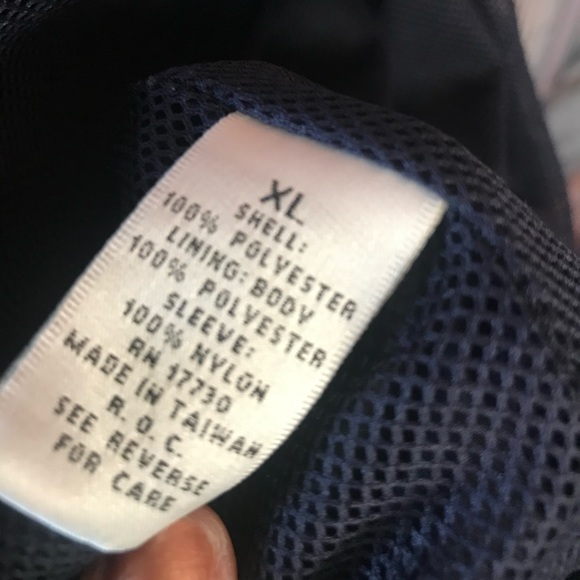 XL
SHELL:
100% POLYESTER
LINING: BODY
100% POLYESTER
SLEEVE:
100% NYLON
RN 17730
MADE IN TAIWAN
R. O. C.
SEE REVERSE
FOR CARE